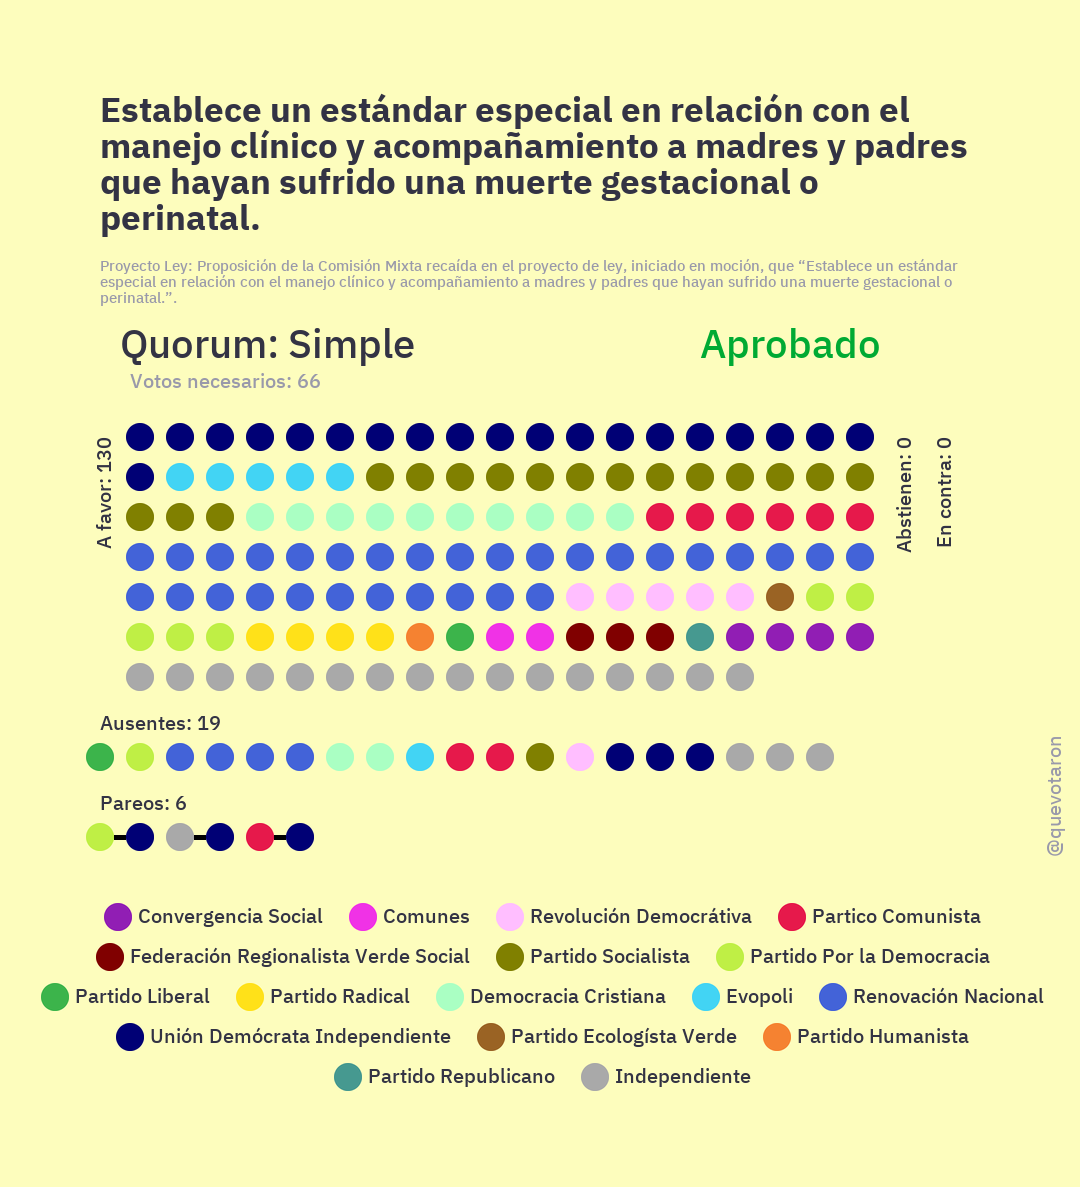 Establece un estándar especial en relación con el
manejo clínico y acompañamiento a madres y padres
que hayan sufrido una muerte gestacional o
perinatal.
Proyecto Ley: Proposición de la Comisión Mixta recaída en el proyecto de ley, iniciado en moción, que “Establece un estándar
especial en relación con el manejo clínico y acompañamiento a madres y padres que hayan sufrido una muerte gestacional o
perinatal.”.
Quorum: Simple
Aprobado
Votos necesarios: 66
A favor: 130
Abstienen: 0
En contra: 0
Ausentes: 19
Pareos: 6
@quevotaron
Convergencia Social
Comunes
Revolución Democrátiva
Partico Comunista
Federación Regionalista Verde Social
Partido Socialista
Partido Por la Democracia
Partido Liberal
Partido Radical
Democracia Cristiana
Evopoli
Renovación Nacional
Unión Demócrata Independiente
Partido Ecologísta Verde
Partido Humanista
Partido Republicano
Independiente